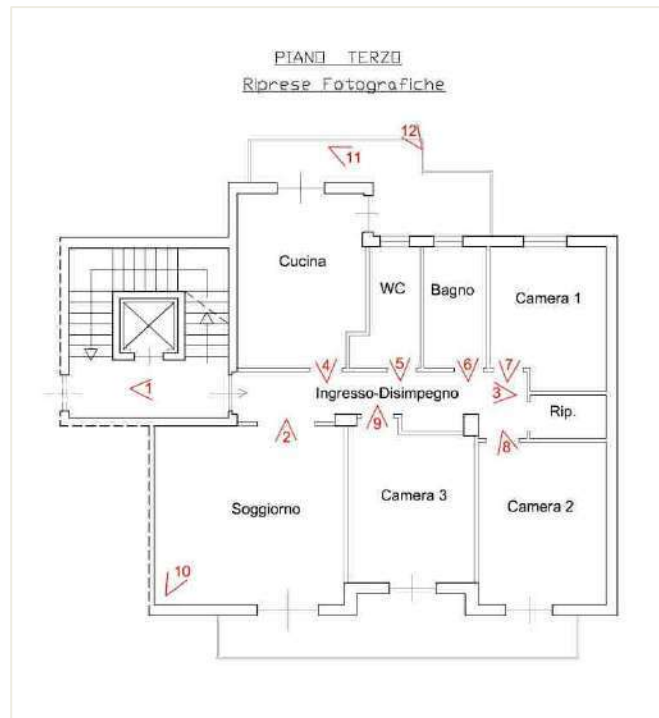 PIANO TERZO
Riprese Fotografiche
12
11
Cucina
WC
Bagno
Camera 1
1
4
5
6
7
Ingresso-Disimpegno
3
2
9
Rip.
8
Soggiorno
Camera 3
Camera 2
10